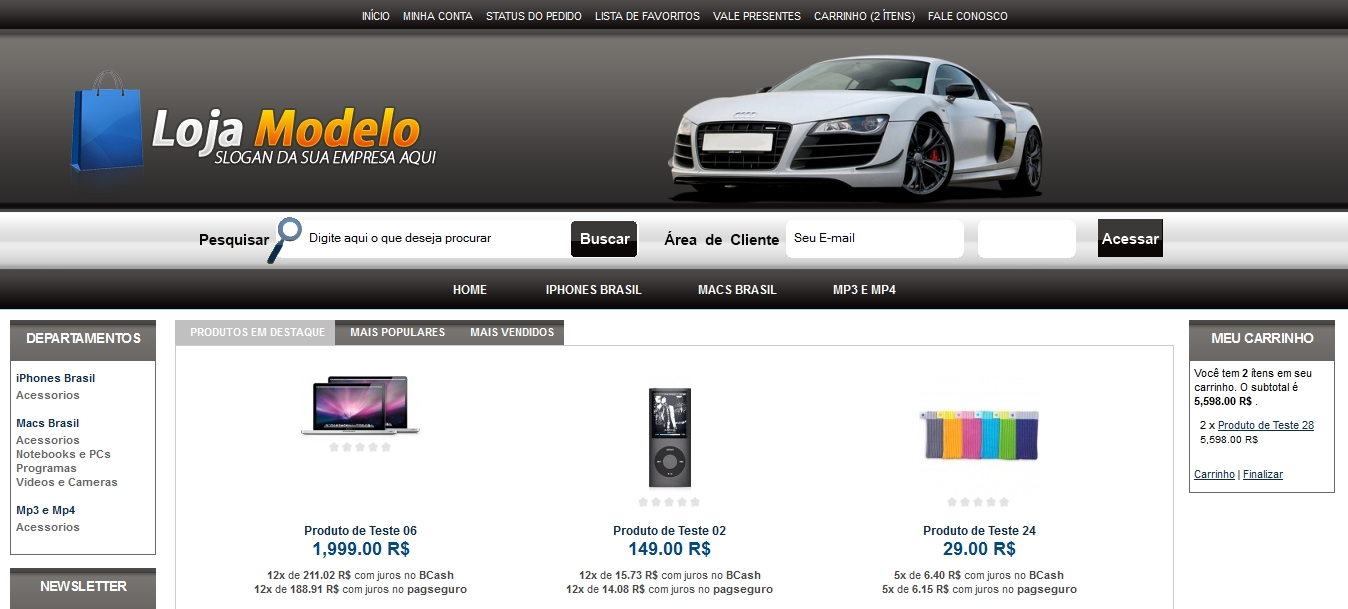 INÍCIO MINHA CONTA STATUS DO PEDIDO LISTA DE FAVORITOS VALE PRESENTES CARRINHO (2 ÍTENS) FALE CONOSCO
Loja Modelo
SLOGAN DA SUA EMPRESA AQUI
Pesquisar Digite aqui o que deseja procurar Buscar Área de Cliente Seu E-mail Acessar
HOME IPHONES BRASIL MACS BRASIL MP3 E MP4
DEPARTAMENTOS
iPhones Brasil
Acessorios
Macs Brasil
Acessorios
Notebooks e PCs
Programas
Videos e Cameras
Mp3 e Mp4
Acessorios
NEWSLETTER
PRODUTOS EM DESTAQUE MAIS POPULARES MAIS VENDIDOS
Produto de Teste 06
1,999.00 R$
12x de 211.02 R$ com juros no BCash
12x de 188.91 R$ com juros no pagseguro
Produto de Teste 02
149.00 R$
12x de 15.73 R$ com juros no BCash
12x de 14.08 R$ com juros no pagseguro
Produto de Teste 24
29.00 R$
5x de 6.40 R$ com juros no BCash
5x de 6.15 R$ com juros no pagseguro
MEU CARRINHO
Você tem 2 ítens em seu
carrinho. O subtotal é
5,598.00 R$ .
2 x Produto de Teste 28
5,598.00 R$
Carrinho | Finalizar